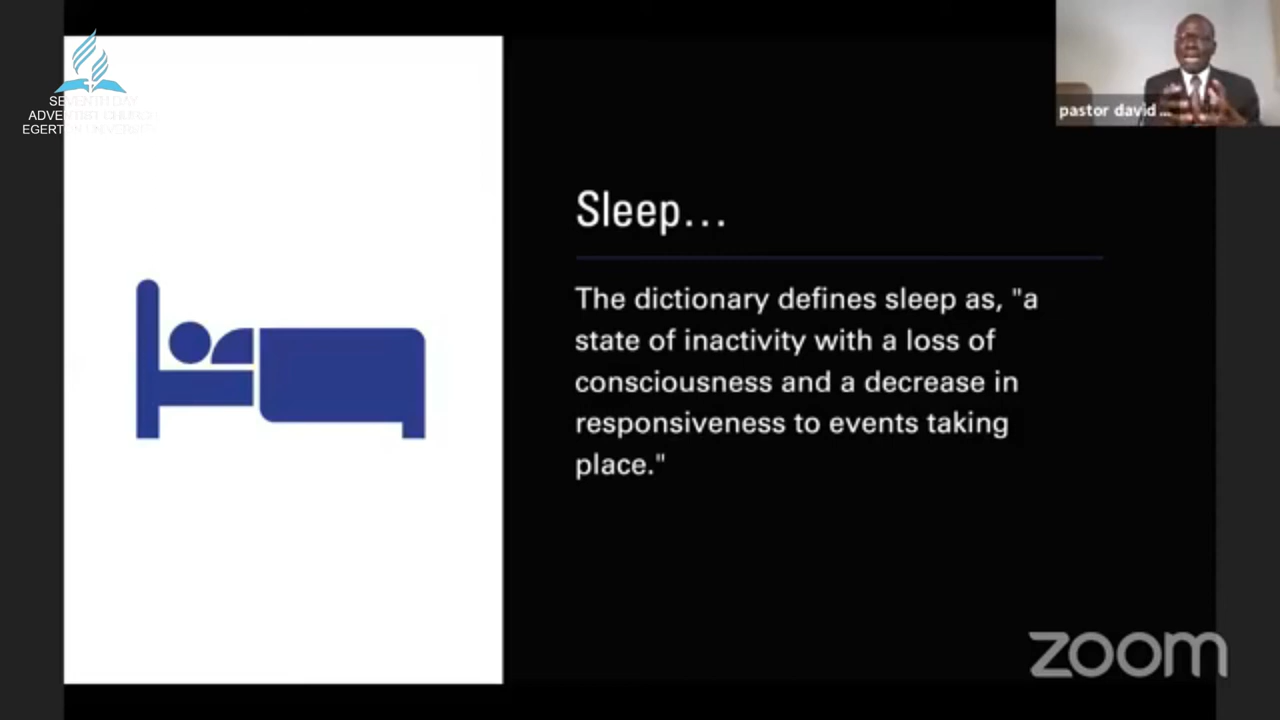 SEVENTH DAY
ADVENTIST CHURCH
EGERTON UNIVERSITY
pastor david...
Sleep...
The dictionary defines sleep as, "a
state of inactivity with a loss of
consciousness and a decrease in
responsiveness to events taking
place."
zoom